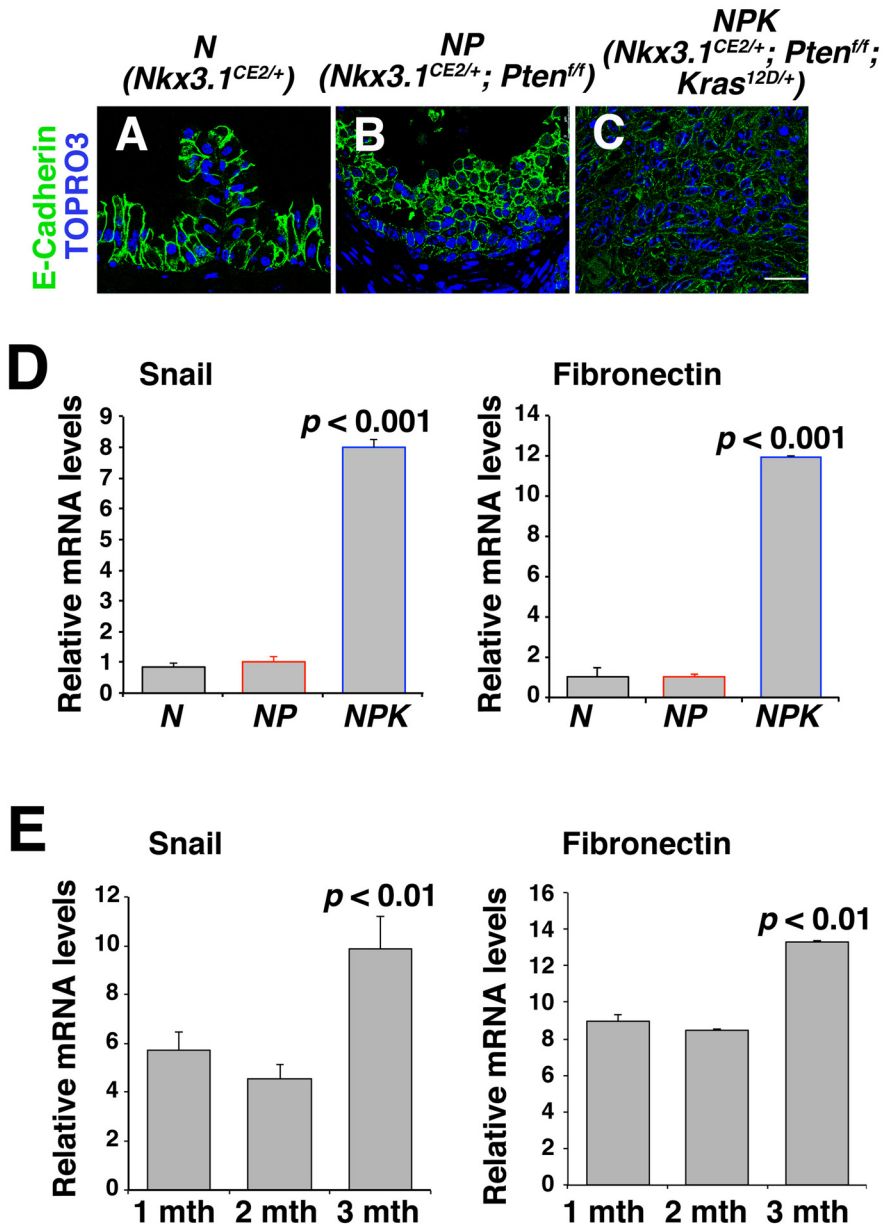 N
(Nkx3.1CE2/+)
NP
(Nkx3.1CE2/+; Ptenf/f)
NPK
(Nkx3.1CE2/+; Ptenf/f;
Kras12D/+)
E-Cadherin
TOPRO3
A
B
C
D
Snail
Relative mRNA levels
9
8
7
6
5
4
3
2
1
0
p < 0.001
N NP NPK
Fibronectin
Relative mRNA levels
14
12
10
8
6
4
2
0
p < 0.001
N NP NPK
E
Snail
Relative mRNA levels
12
10
8
6
4
2
0
p < 0.01
1 mth 2 mth 3 mth
Fibronectin
Relative mRNA levels
16
14
12
10
8
6
4
2
0
p < 0.01
1 mth 2 mth 3 mth